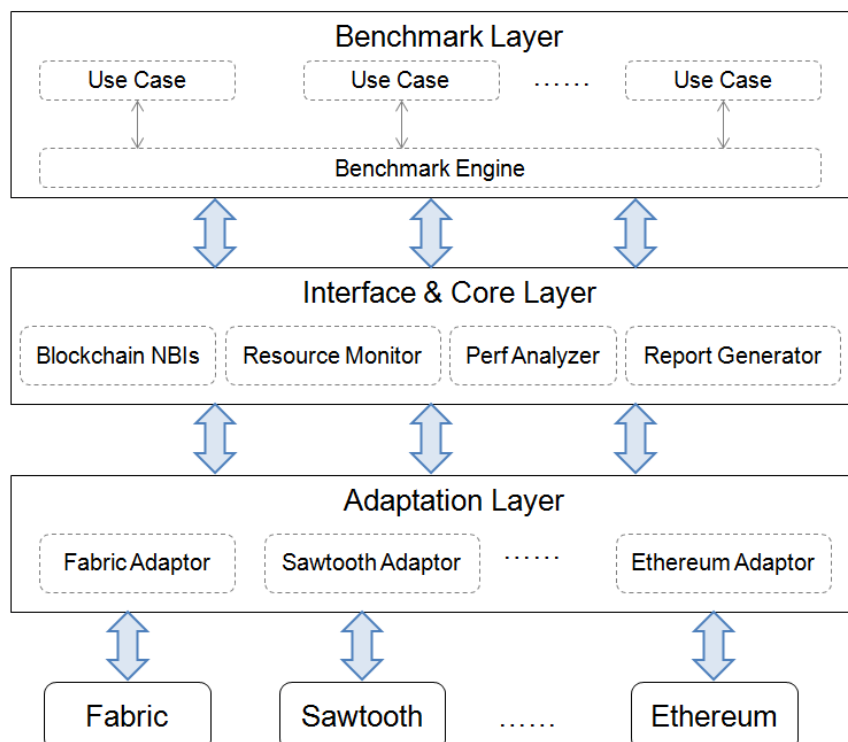 Benchmark Layer
Use Case Use Case ...... Use Case
Benchmark Engine
Interface & Core Layer
Blockchain NBIs Resource Monitor Perf Analyzer Report Generator
Adaptation Layer
Fabric Adaptor Sawtooth Adaptor ...... Ethereum Adaptor
Fabric Sawtooth ...... Ethereum